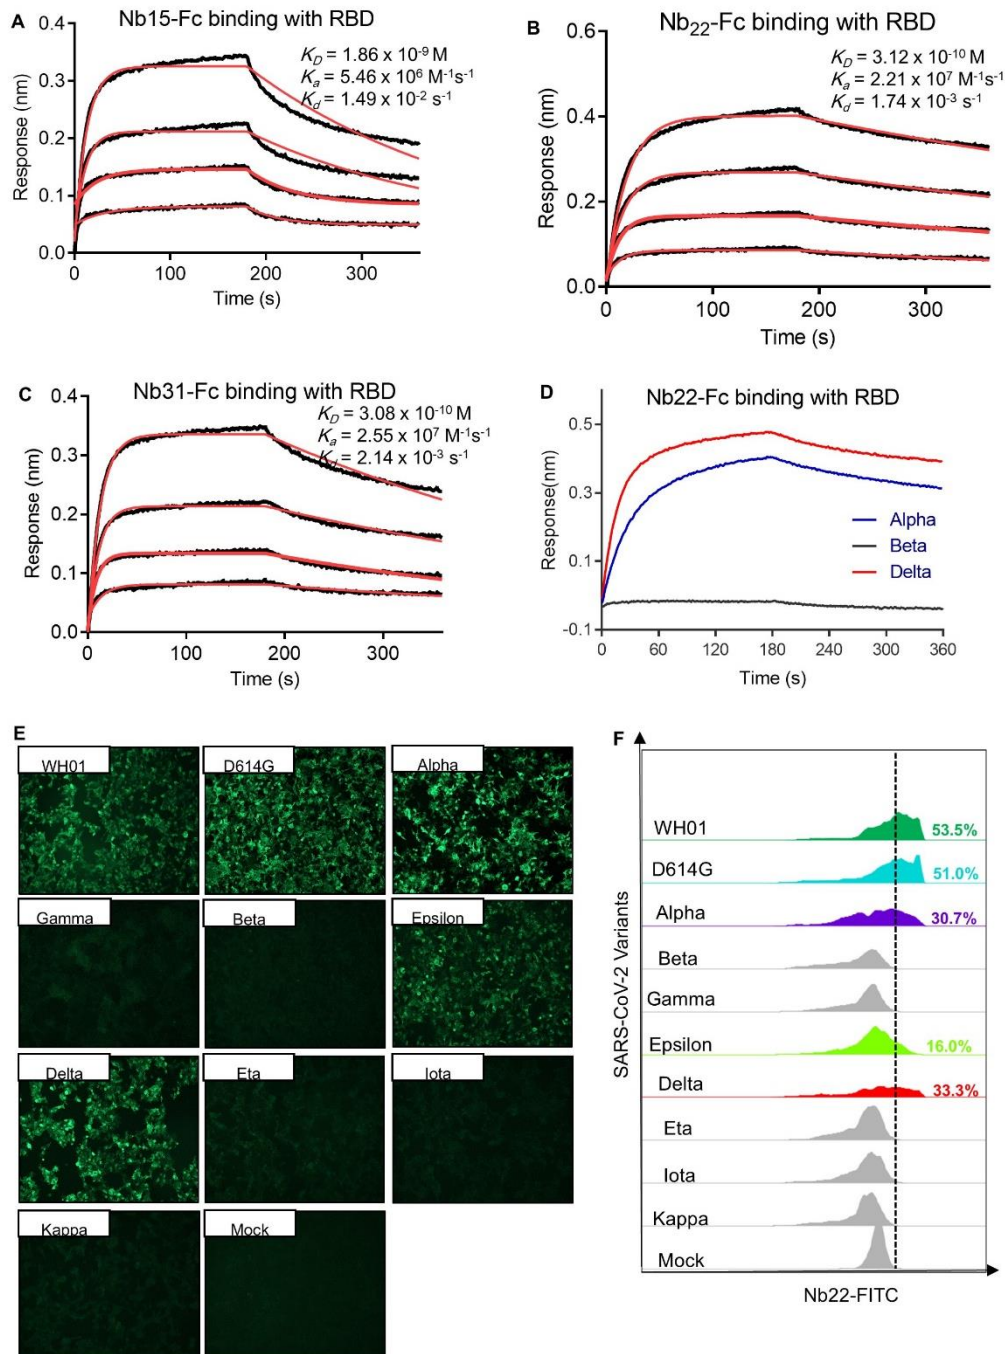 A
Nb15-Fc binding with RBD
K_D = 1.86 x 10⁻⁹ M
K_a = 5.46 x 10⁶ M⁻¹s⁻¹
K_d = 1.49 x 10⁻² s⁻¹
Response (nm)
0.4
0.3
0.2
0.1
0.0
0 100 200 300
Time (s)
B
Nb₂₂-Fc binding with RBD
K_D = 3.12 x 10⁻¹⁰ M
K_a = 2.21 x 10⁷ M⁻¹s⁻¹
K_d = 1.74 x 10⁻³ s⁻¹
Response (nm)
0.6
0.4
0.2
0.0
0 100 200 300
Time (s)
C
Nb31-Fc binding with RBD
K_D = 3.08 x 10⁻¹⁰ M
K_a = 2.55 x 10⁷ M⁻¹s⁻¹
K_d = 2.14 x 10⁻³ s⁻¹
Response (nm)
0.4
0.3
0.2
0.1
0.0
0 100 200 300
Time (s)
D
Nb22-Fc binding with RBD
Response(nm)
0.5
0.3
0.1
-0.1
Alpha
Beta
Delta
0 60 120 180 240 300 360
Time (s)
E
WH01 D614G Alpha
Gamma Beta Epsilon
Delta Eta Iota
Kappa Mock
F
SARS-CoV-2 Variants
WH01 53.5%
D614G 51.0%
Alpha 30.7%
Beta
Gamma
Epsilon 16.0%
Delta 33.3%
Eta
Iota
Kappa
Mock
Nb22-FITC